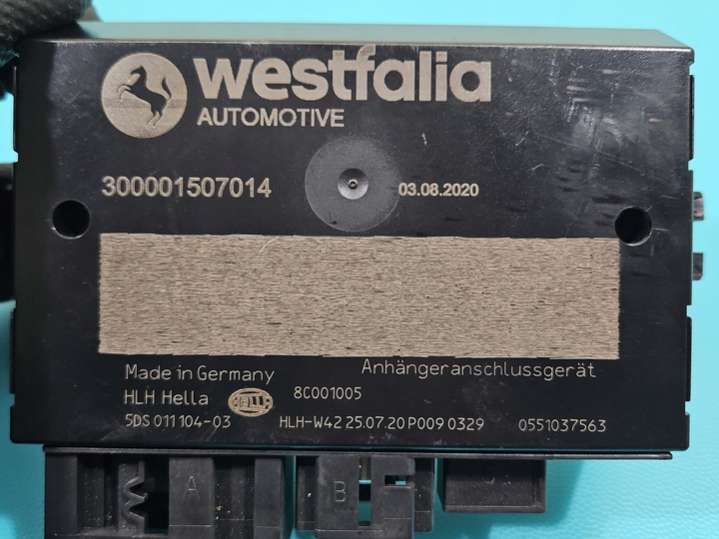 westfalia
AUTOMOTIVE
300001507014 03.08.2020
Made in Germany Anhängeranschlussgerät
HLH Hella HELLA 8C001005
5DS 011 104-03 HLH-W42 25.07.20 P009 0329 0551037563
A B